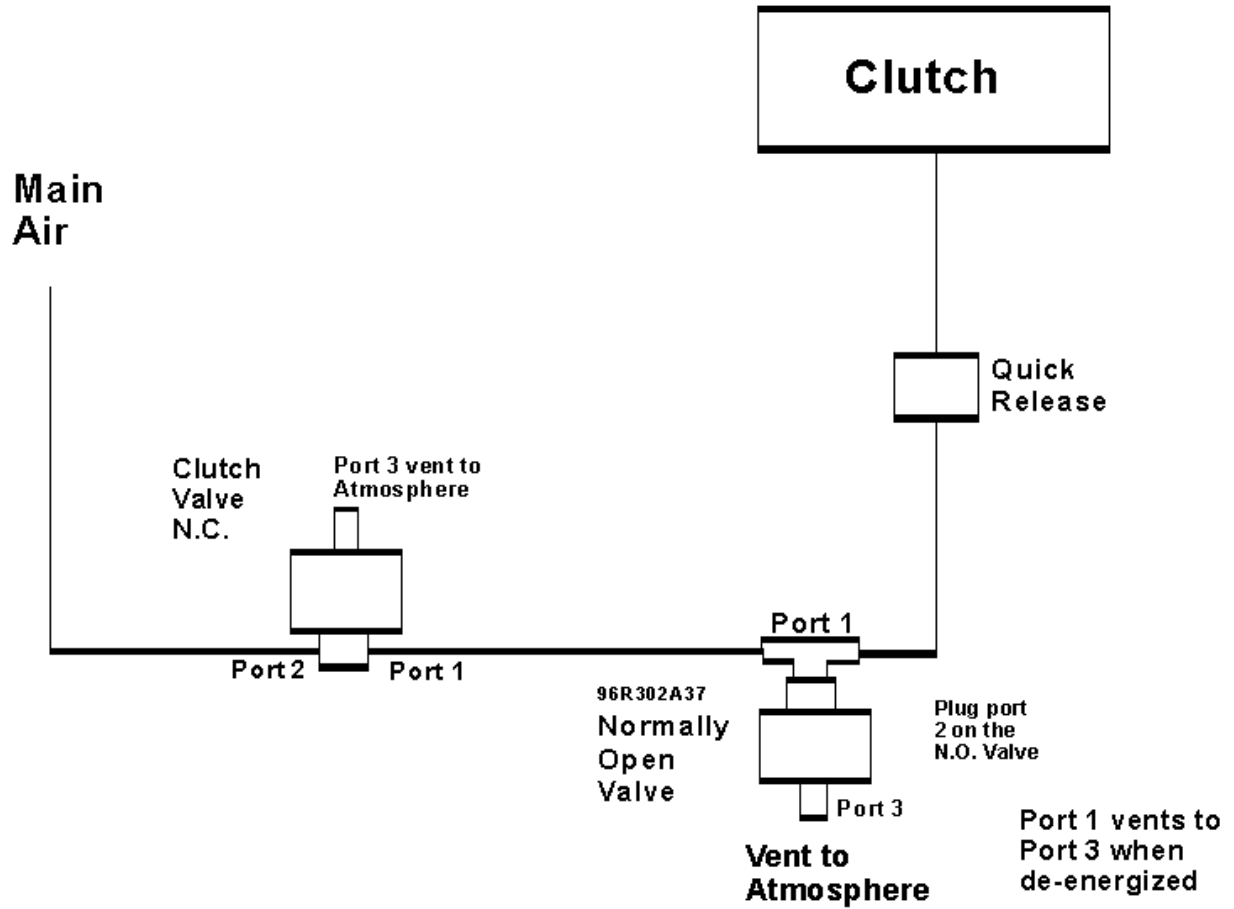 Clutch
Main
Air
Quick
Release
Clutch
Valve
N.C.
Port 3 vent to
Atmosphere
Port 2
Port 1
Port 1
96R302A37
Normally
Open
Valve
Plug port
2 on the
N.O. Valve
Port 3
Vent to
Atmosphere
Port 1 vents to
Port 3 when
de-energized